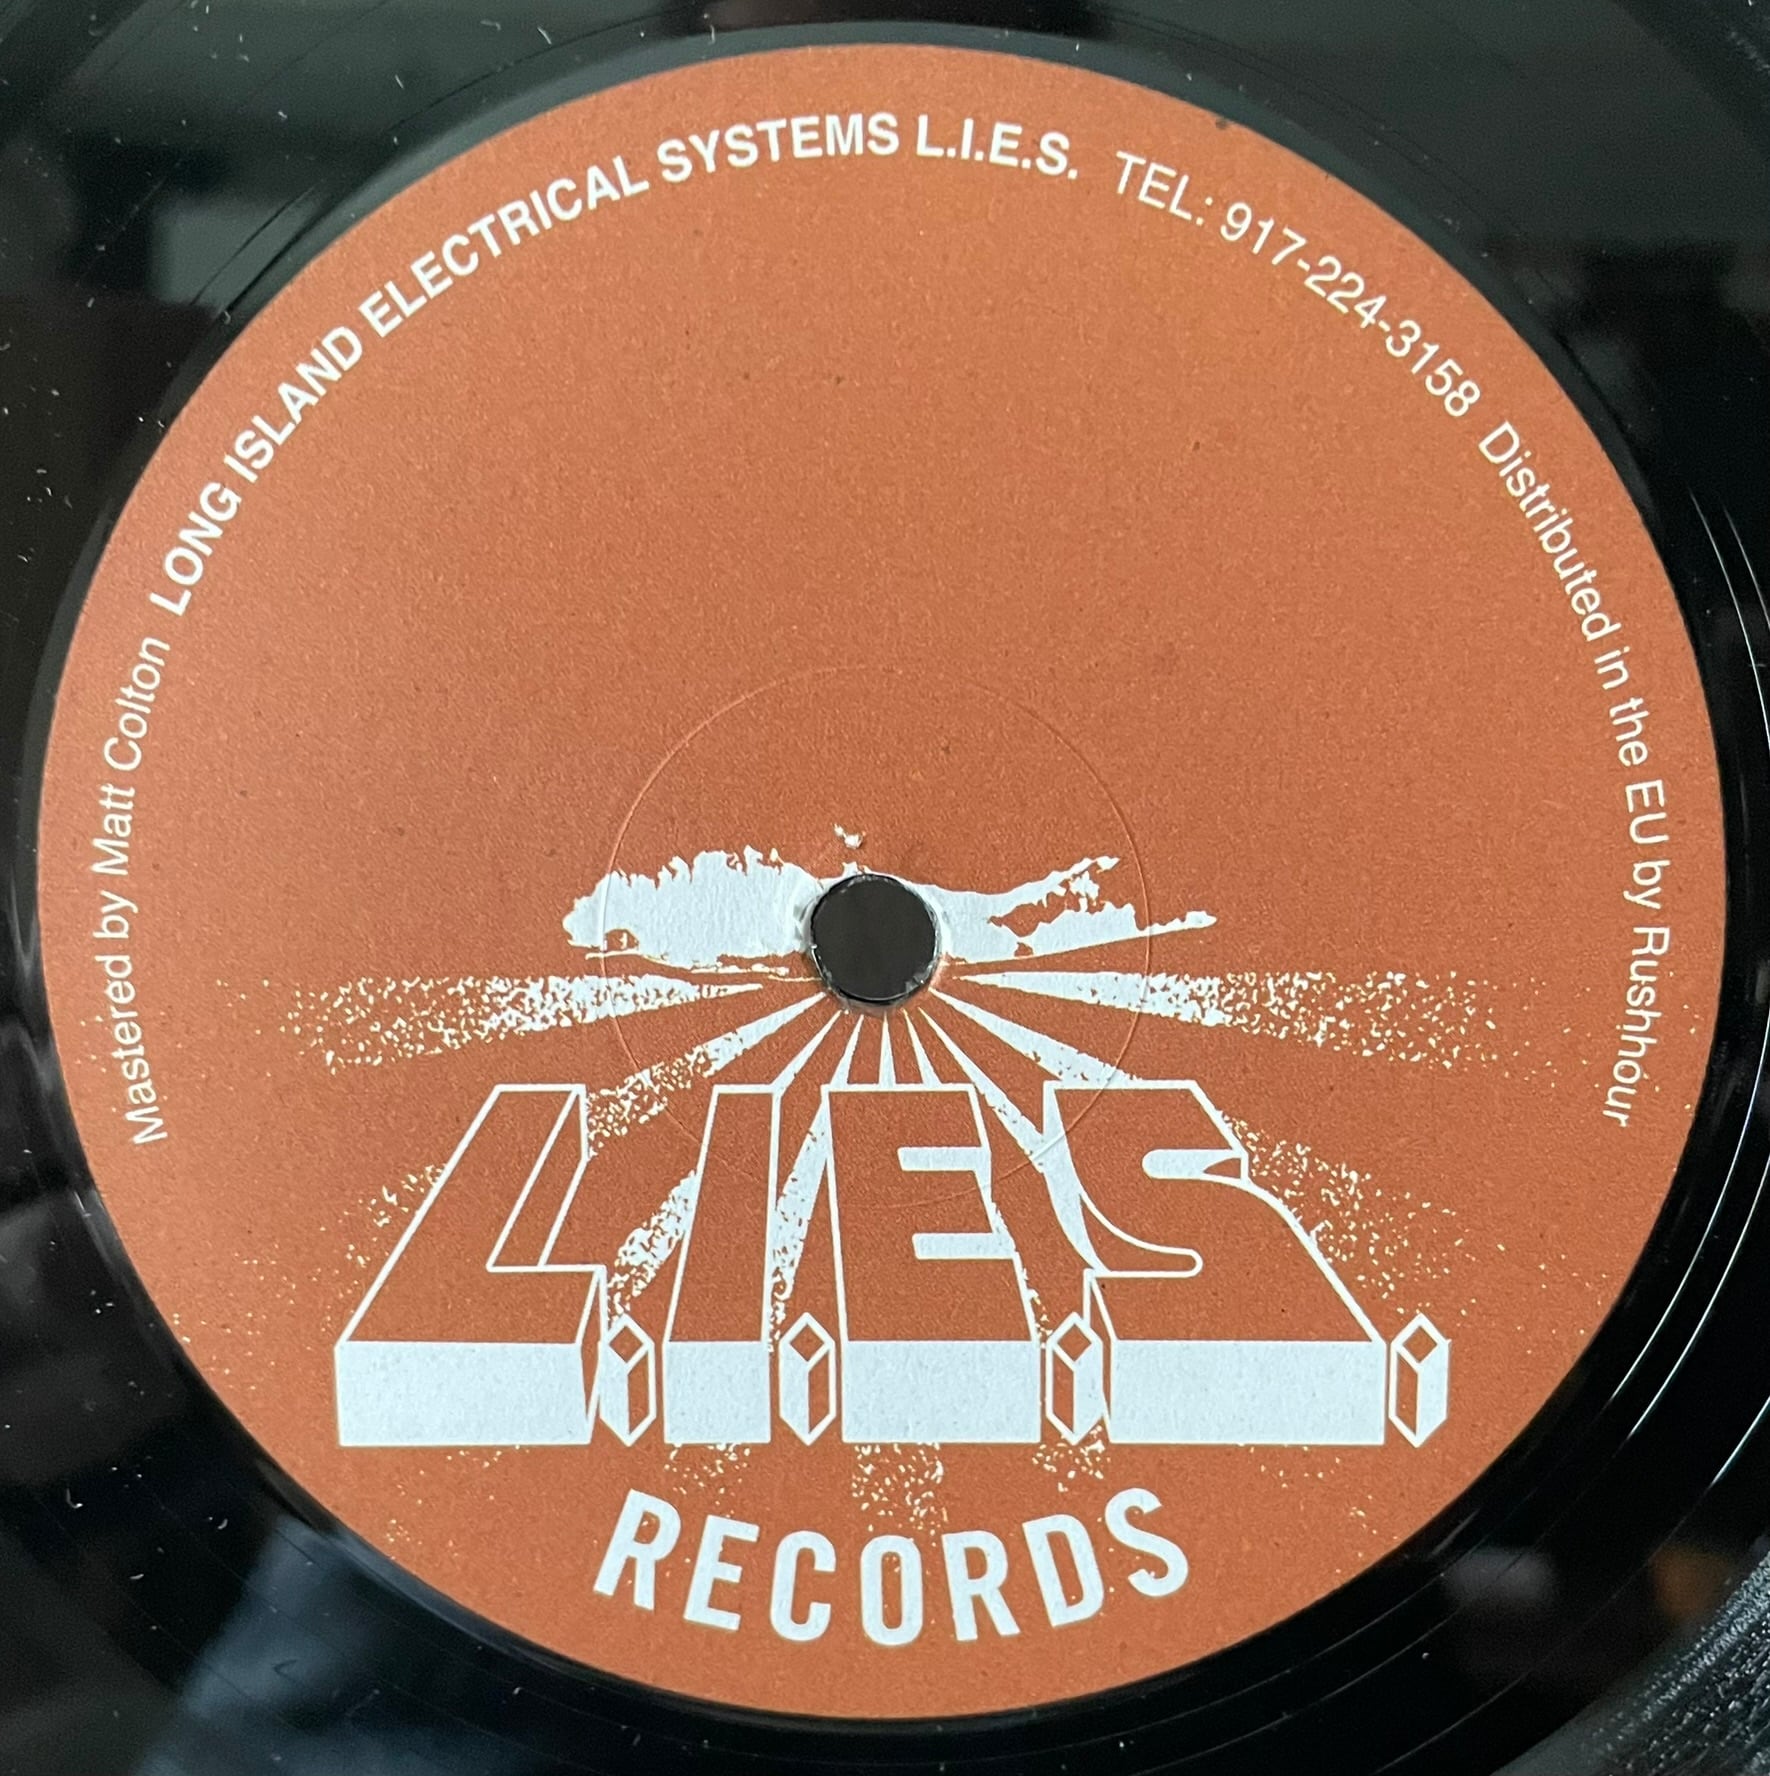 Mastered by Matt Colton LONG ISLAND ELECTRICAL SYSTEMS L.I.E.S. TEL: 917-224-3158 Distributed in the EU by Rushhour
L.I.E.S.
RECORDS